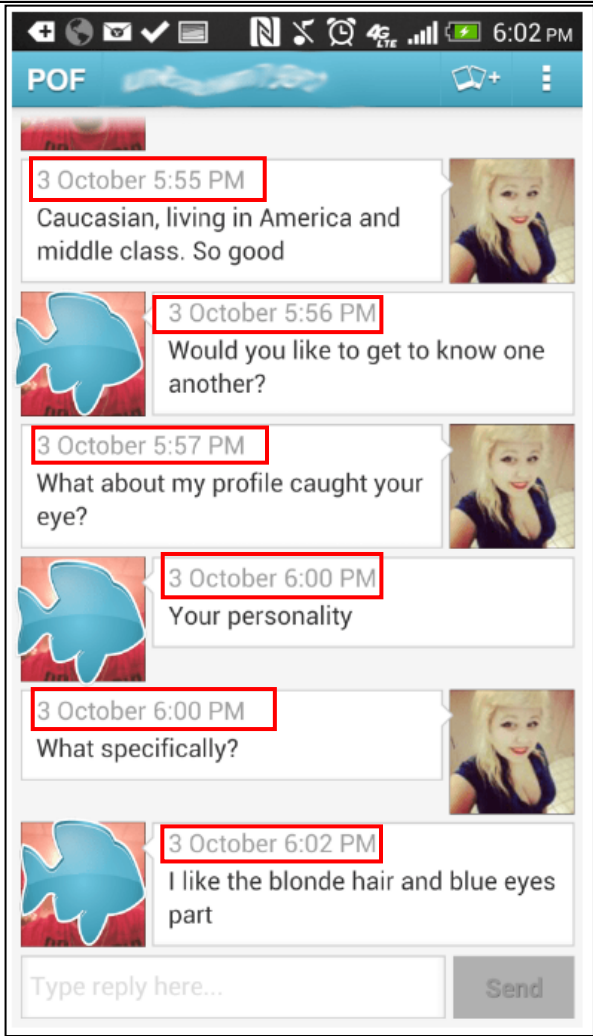 4G LTE 6:02 PM
POF
3 October 5:55 PM
Caucasian, living in America and
middle class. So good
3 October 5:56 PM
Would you like to get to know one
another?
3 October 5:57 PM
What about my profile caught your
eye?
3 October 6:00 PM
Your personality
3 October 6:00 PM
What specifically?
3 October 6:02 PM
I like the blonde hair and blue eyes
part
Type reply here...
Send